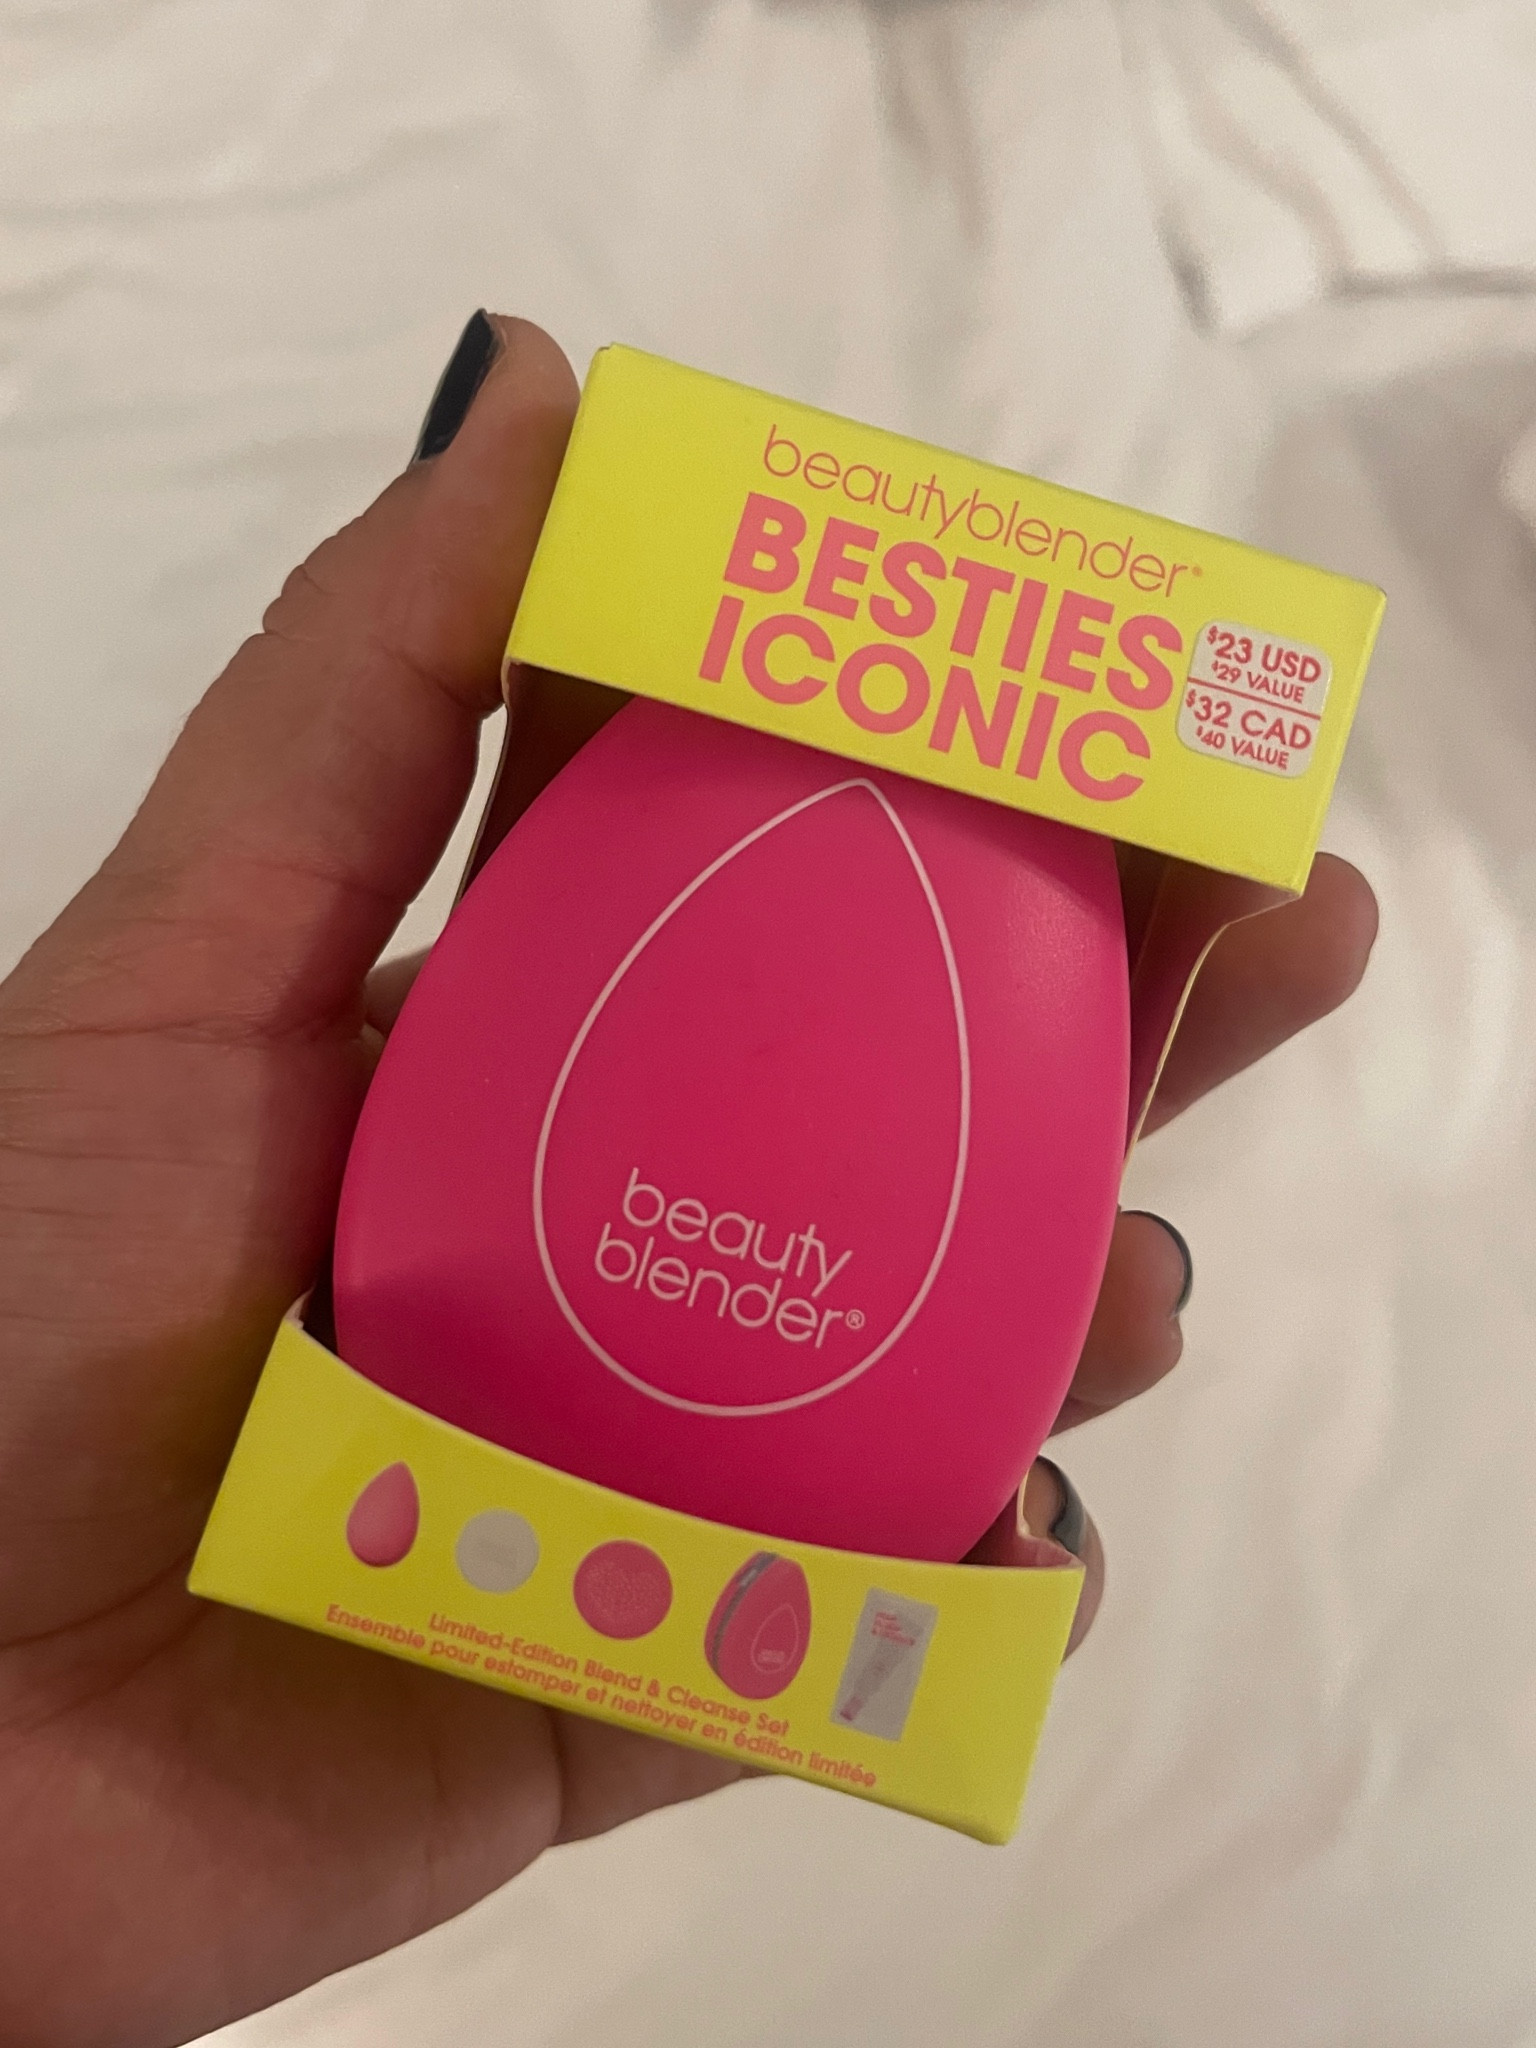 beautyblender®
BESTIES
ICONIC
$23 USD
$29 VALUE
$32 CAD
$40 VALUE
beauty
blender®
Limited-Edition Blend & Cleanse Set
Ensemble pour estomper et nettoyer en édition limitée